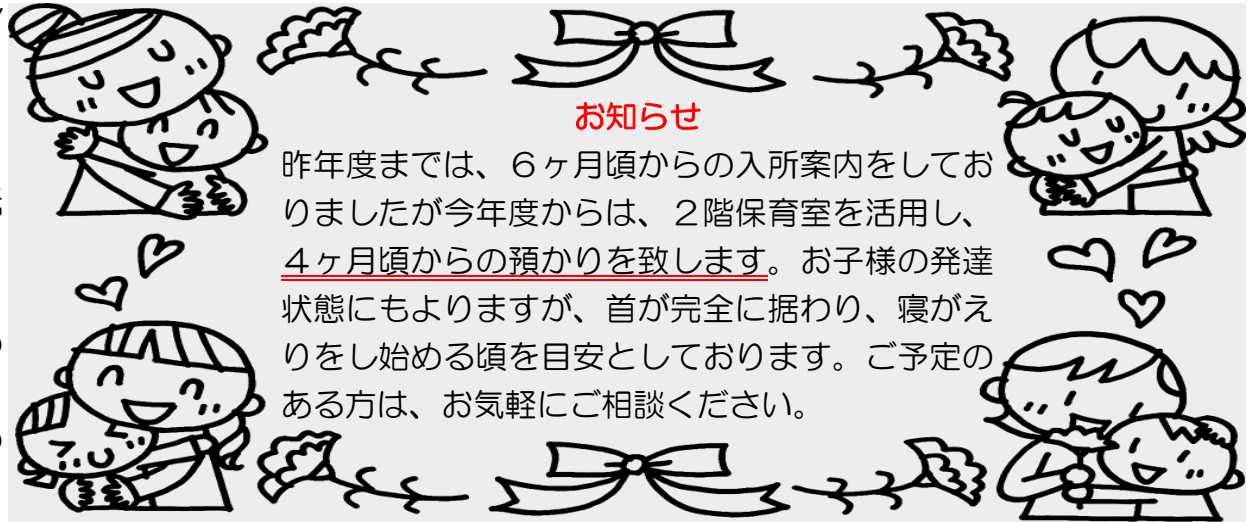 お知らせ
昨年度までは、６ヶ月頃からの入所案内をしてお
りましたが今年度からは、２階保育室を活用し、
４ヶ月頃からの預かりを致します。お子様の発達
状態にもよりますが、首が完全に据わり、寝がえ
りをし始める頃を目安としております。ご予定の
ある方は、お気軽にご相談ください。